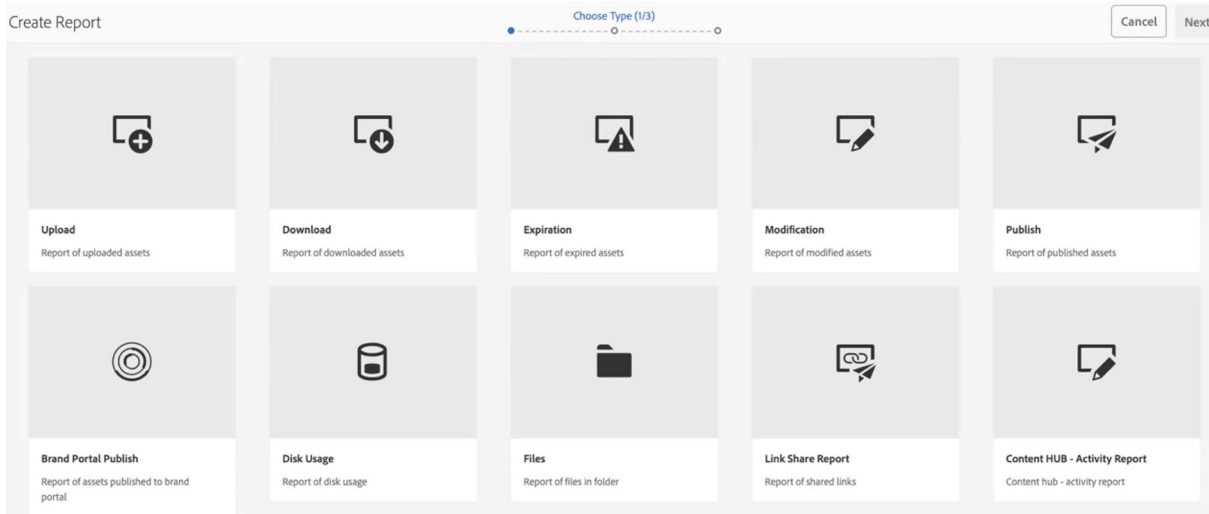 Create Report
Choose Type (1/3)
Cancel
Next
Upload
Report of uploaded assets
Download
Report of downloaded assets
Expiration
Report of expired assets
Modification
Report of modified assets
Publish
Report of published assets
Brand Portal Publish
Report of assets published to brand
portal
Disk Usage
Report of disk usage
Files
Report of files in folder
Link Share Report
Report of shared links
Content HUB - Activity Report
Content hub - activity report